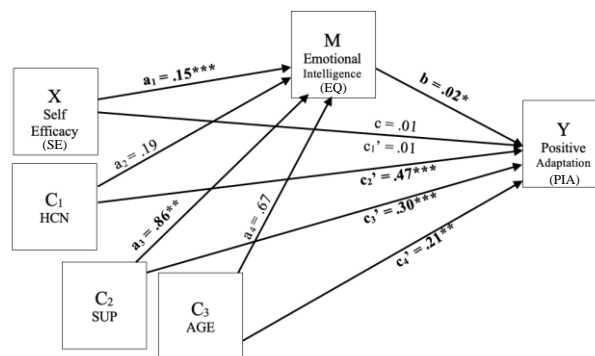 M
Emotional
Intelligence
(EQ)
X
Self
Efficacy
(SE)
a₁ = .15***
b = .02*
Y
Positive
Adaptation
(PIA)
c = .01
c₁’ = .01
a₂ = .19
C₁
HCN
c₂’ = .47***
a₃ = .86**
a₄ = .67
c₃’ = .30***
c₄’ = .21**
C₂
SUP
C₃
AGE